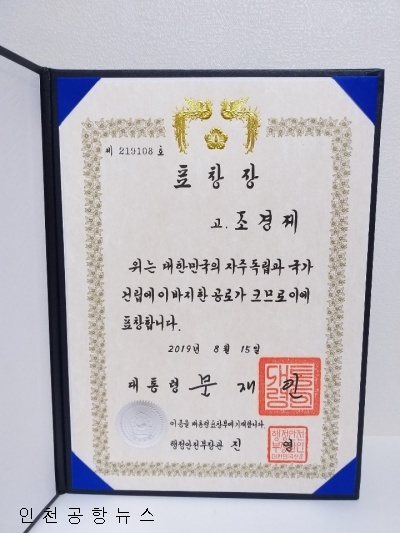 제 219108 호
표창장
고. 조경제
위는 대한민국의 자주독립과 국가
건립에 이바지한 공로가 크므로 이에
표창합니다.
2019년 8월 15일
대통령 문재인
이 증을 대통령표창부에 기재합니다.
행정안전부장관 진 영
인천공항뉴스